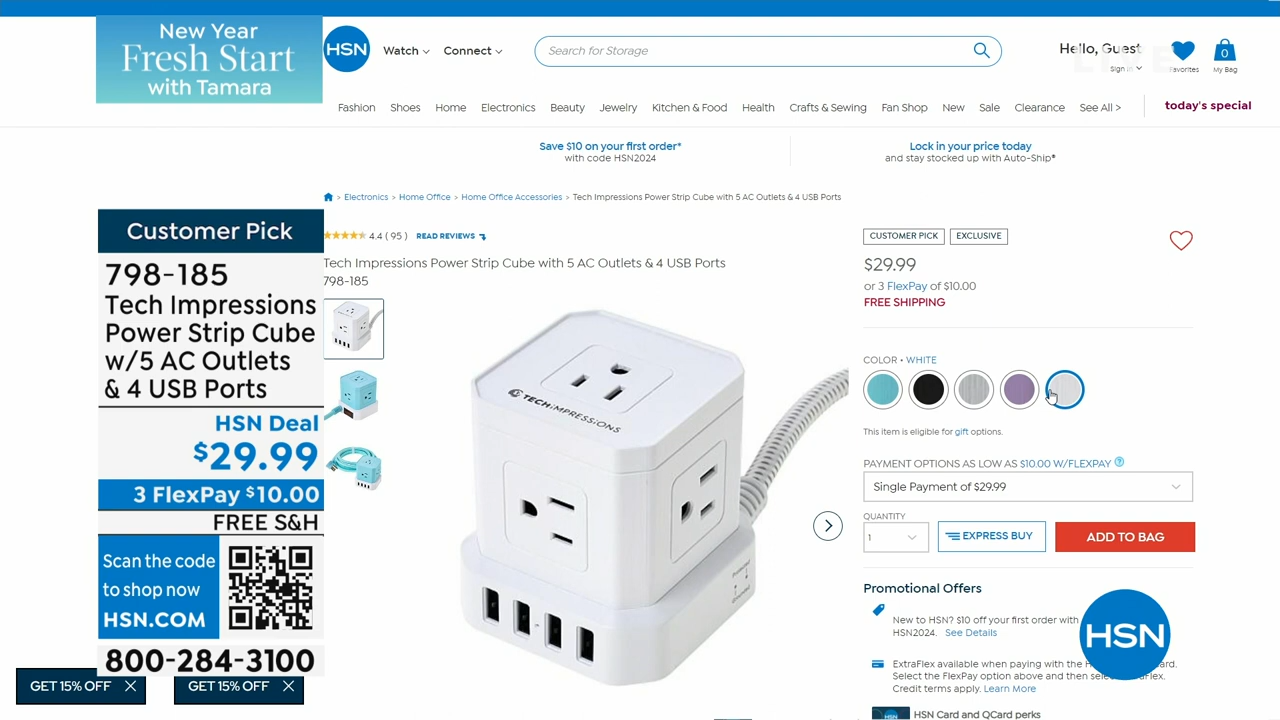 New Year
Fresh Start
with Tamara
HSN
Watch
Connect
Search for Storage
Hello, Guest
Sign In
Favorites
0
My Bag
LIVE
Fashion
Shoes
Home
Electronics
Beauty
Jewelry
Kitchen & Food
Health
Crafts & Sewing
Fan Shop
New
Sale
Clearance
See All >
today's special
Save $10 on your first order*
with code HSN2024
Lock in your price today
and stay stocked up with Auto-Ship®
> Electronics > Home Office > Home Office Accessories > Tech Impressions Power Strip Cube with 5 AC Outlets & 4 USB Ports
Customer Pick
798-185
Tech Impressions
Power Strip Cube
w/5 AC Outlets
& 4 USB Ports
HSN Deal
$29.99
3 FlexPay $10.00
FREE S&H
Scan the code
to shop now
HSN.COM
800-284-3100
GET 15% OFF
GET 15% OFF
4.4 ( 95 )
READ REVIEWS
Tech Impressions Power Strip Cube with 5 AC Outlets & 4 USB Ports
798-185
TECHIMPRESSIONS
CUSTOMER PICK
EXCLUSIVE
$29.99
or 3 FlexPay of $10.00
FREE SHIPPING
COLOR • WHITE
This item is eligible for gift options.
PAYMENT OPTIONS AS LOW AS $10.00 W/FLEXPAY
Single Payment of $29.99
QUANTITY
1
EXPRESS BUY
ADD TO BAG
Promotional Offers
New to HSN? $10 off your first order with
HSN2024. See Details
ExtraFlex available when paying with the
Select the FlexPay option above and then
Credit terms apply. Learn More
HSN Card and QCard perks
HSN